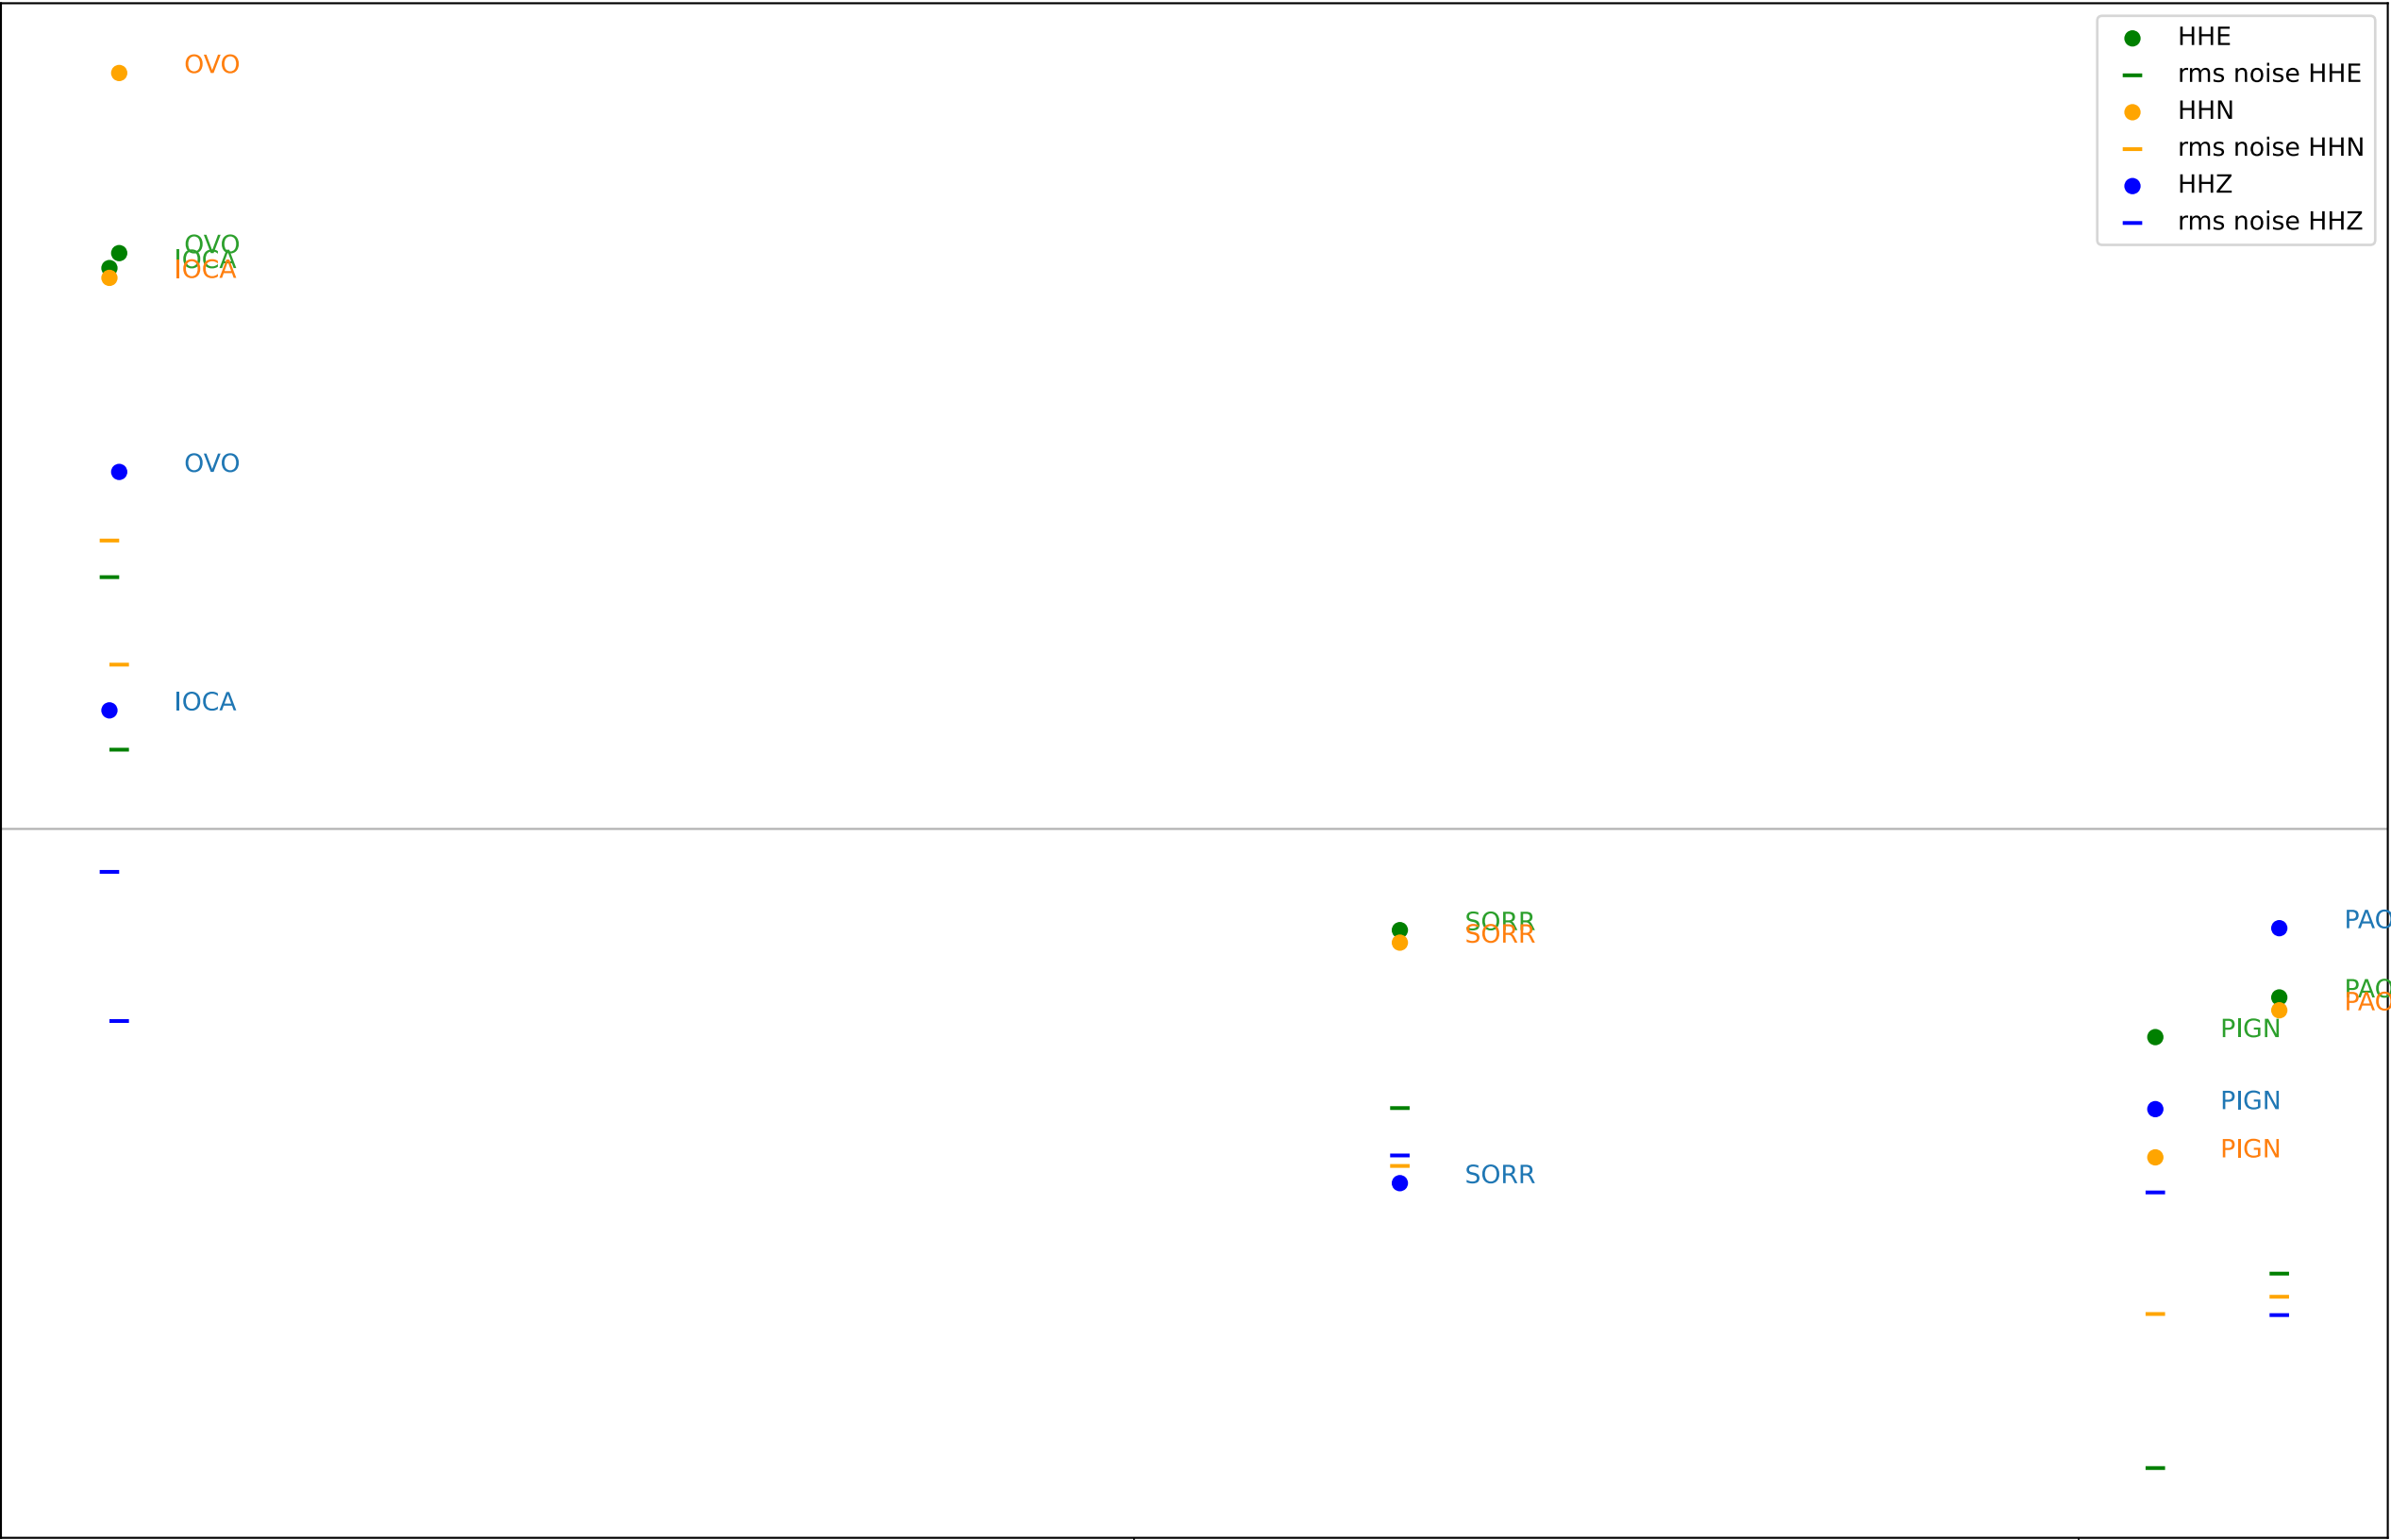 OVO
HHE
rms noise HHE
HHN
rms noise HHN
HHZ
rms noise HHZ
OVO
IOCA
IOCA
OVO
IOCA
SORR
SORR
PIGN
PIGN
PIGN
SORR